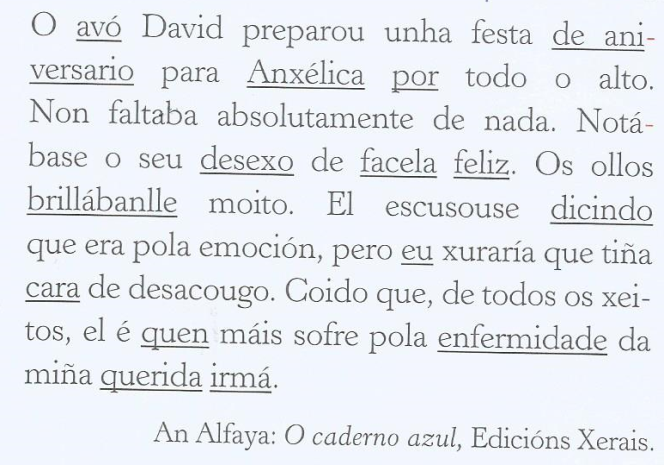 O avó David preparou unha festa de ani-
versario para Anxélica por todo o alto.
Non faltaba absolutamente de nada. Notá-
base o seu desexo de facela feliz. Os ollos
brillábanlle moito. El escusouse dicindo
que era pola emoción, pero eu xuraría que tiña
cara de desacougo. Coido que, de todos os xei-
tos, el é quen máis sofre pola enfermidade da
miña querida irmá.
An Alfaya: O caderno azul, Edicións Xerais.